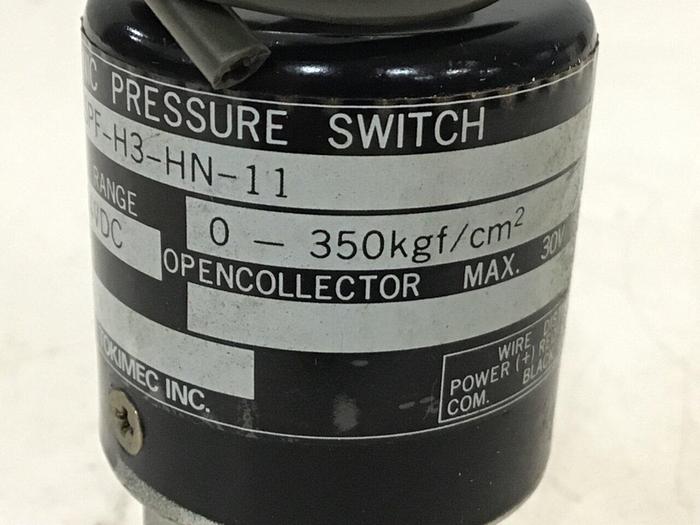 PRESSURE SWITCH
PF-H3-HN-11
RANGE
0 — 350kgf/cm²
VDC
OPENCOLLECTOR MAX. 30V
TOKIMEC INC.
WIRE
POWER (+)
COM. BLACK